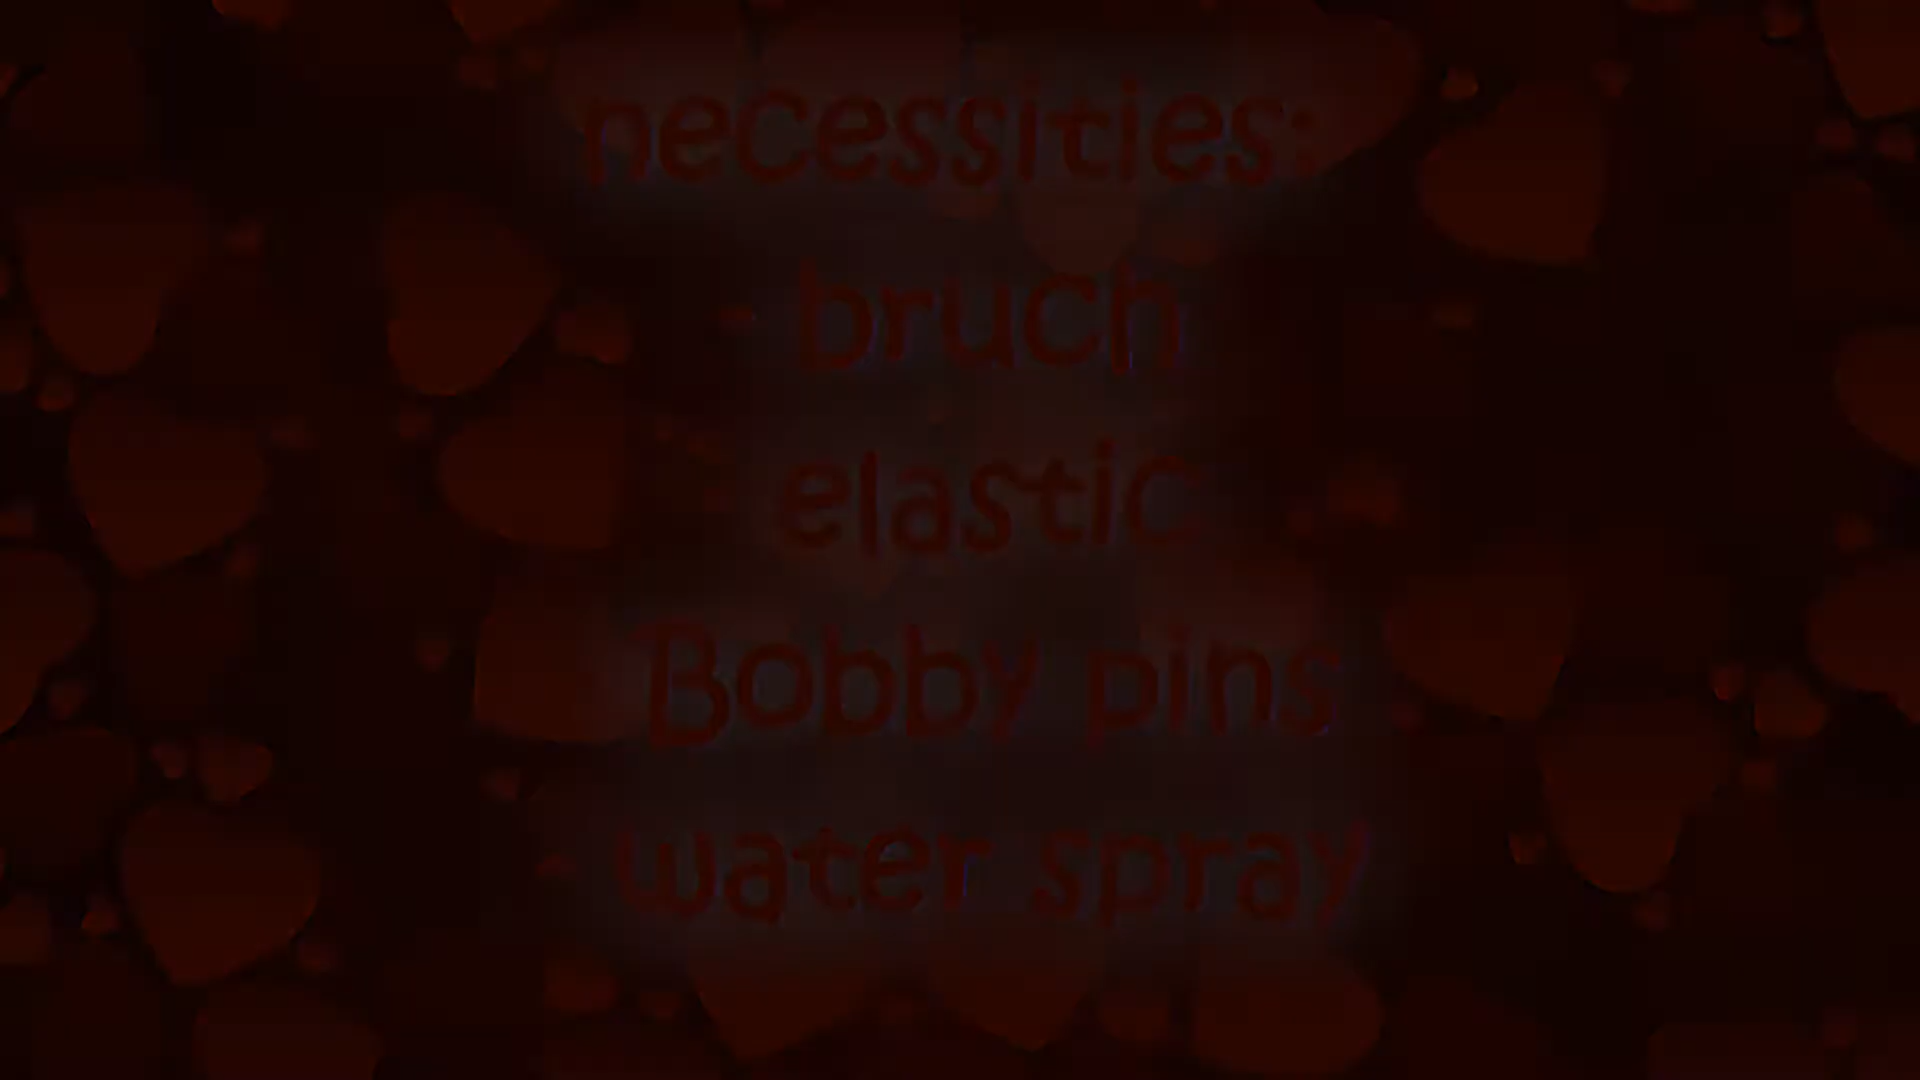 necessities:
bruch
elastic
Bobby pins
water spray